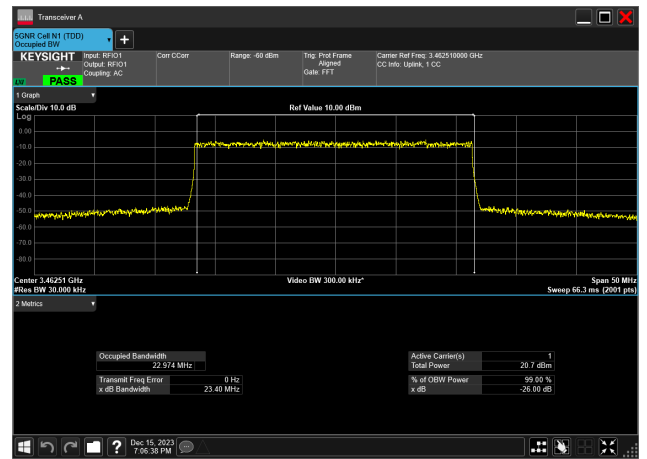 Transceiver A
5GNR Cell N1 (TDD)
Occupied BW
KEYSIGHT
LW
PASS
Input: RFIO1
Output: RFIO1
Coupling: AC
Corr CCorr
Range: -60 dBm
Trig: Prot Frame
Aligned
Gate: FFT
Carrier Ref Freq: 3.462510000 GHz
CC Info: Uplink, 1 CC
1 Graph
Scale/Div 10.0 dB
Ref Value 10.00 dBm
Log
0.00
-10.0
-20.0
-30.0
-40.0
-50.0
-60.0
-70.0
-80.0
Center 3.46251 GHz
#Res BW 30.000 kHz
Video BW 300.00 kHz*
Span 50 MHz
Sweep 66.3 ms (2001 pts)
2 Metrics
Occupied Bandwidth
22.974 MHz
Transmit Freq Error 0 Hz
x dB Bandwidth 23.40 MHz
Active Carrier(s) 1
Total Power 20.7 dBm
% of OBW Power 99.00 %
x dB -26.00 dB
?
Dec 15, 2023
7:06:38 PM